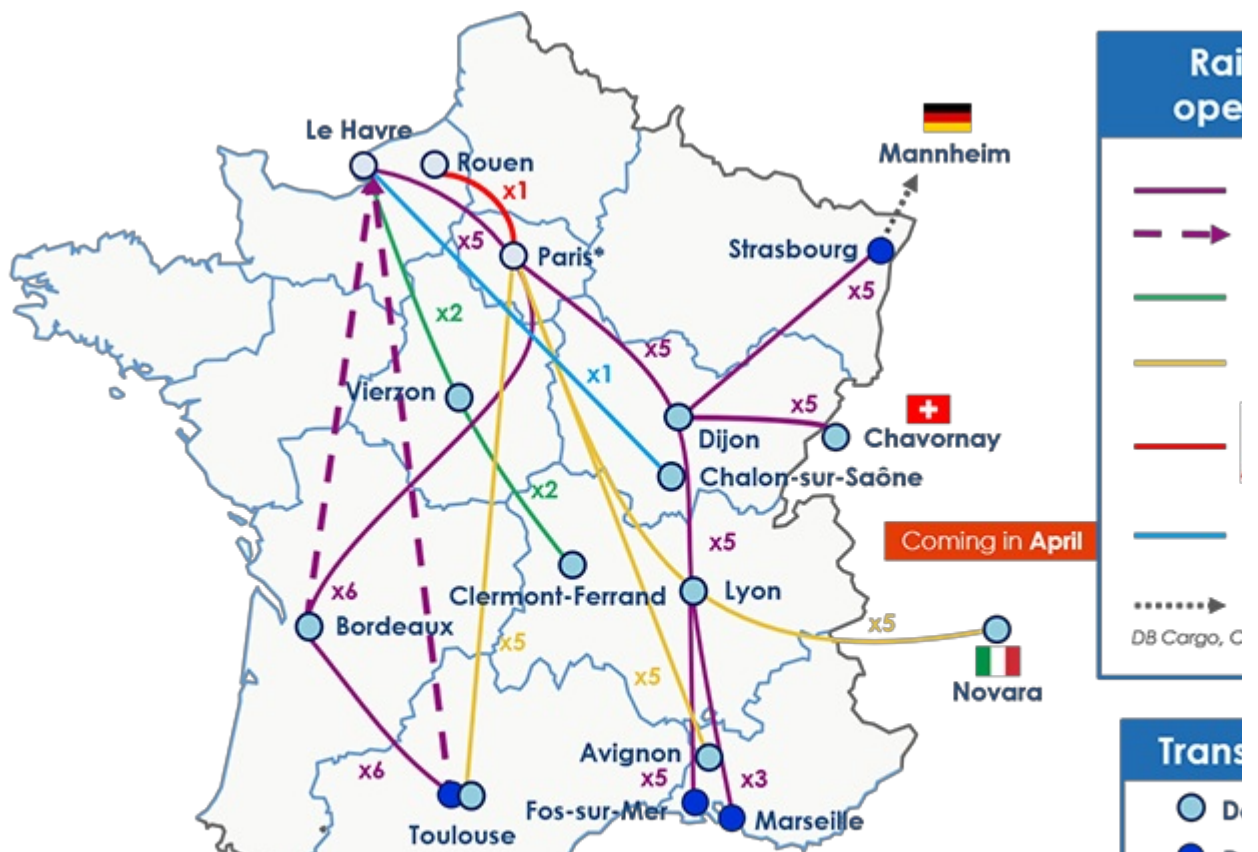 Rai
ope
Le Havre
Rouen
x1
Mannheim
x5
Paris*
Strasbourg
x5
x2
x5
x1
Vierzon
x5
Dijon
Chavornay
Chalon-sur-Saône
x2
x5
Coming in April
Clermont-Ferrand
Lyon
x6
Bordeaux
x5
x5
DB Cargo, C
x5
Novara
Avignon
x6
x5
x3
Trans
Fos-sur-Mer
Marseille
Toulouse